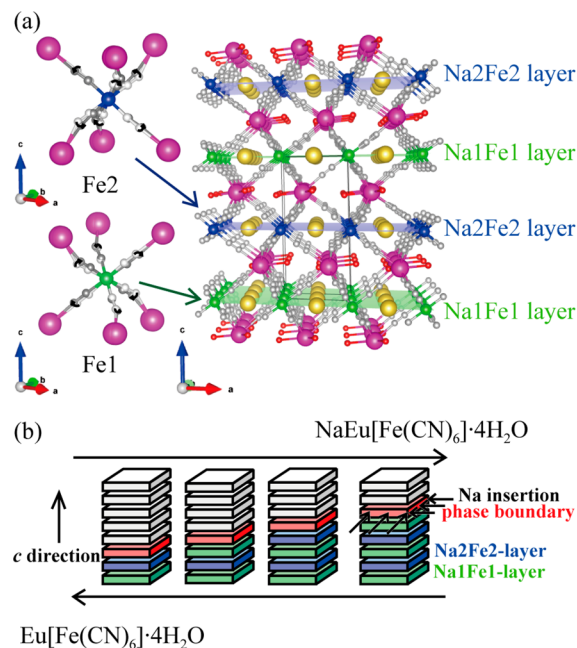 (a)
Na2Fe2 layer
c
b
a
Fe2
Na1Fe1 layer
Na2Fe2 layer
c
b
a
Fe1
c
a
Na1Fe1 layer
(b)
NaEu[Fe(CN)₆]·4H₂O
Na insertion
phase boundary
c direction
Na2Fe2-layer
Na1Fe1-layer
Eu[Fe(CN)₆]·4H₂O